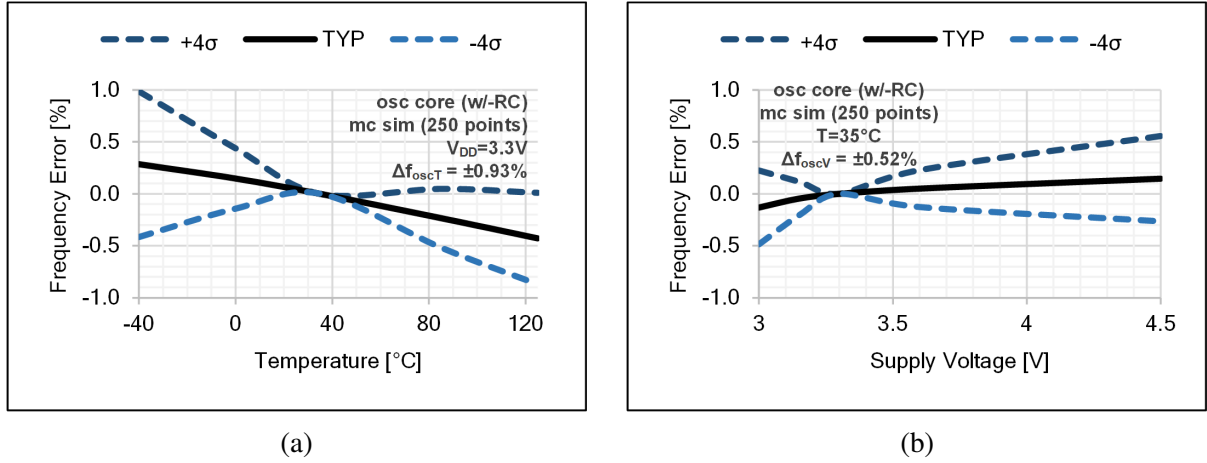 +4σ TYP -4σ
1.0
0.5
0.0
-0.5
-1.0
Frequency Error [%]
osc core (w/-RC)
mc sim (250 points)
V_DD=3.3V
Δf_oscT = ±0.93%
-40 0 40 80 120
Temperature [°C]
(a)
+4σ TYP -4σ
1.0
0.5
0.0
-0.5
-1.0
Frequency Error [%]
osc core (w/-RC)
mc sim (250 points)
T=35°C
Δf_oscV = ±0.52%
3 3.5 4 4.5
Supply Voltage [V]
(b)